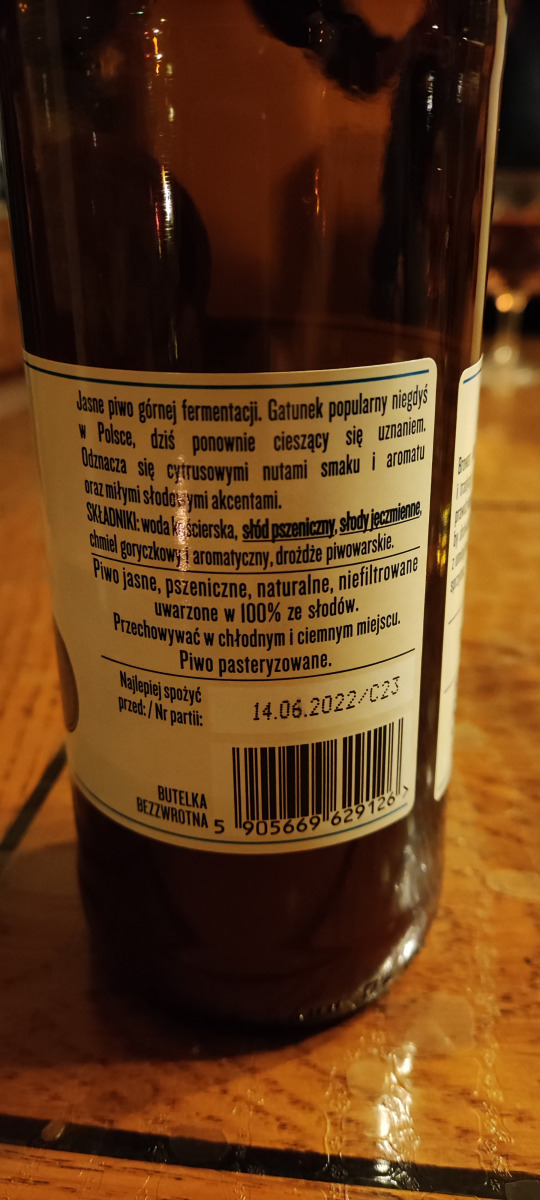 Jasne piwo górnej fermentacji. Gatunek popularny niegdyś
w Polsce, dziś ponownie cieszący się uznaniem.
Odznacza się cytrusowymi nutami smaku i aromatu
oraz miłymi słodowymi akcentami.
SKŁADNIKI: woda kościerska, słód pszeniczny, słody jęczmienne,
chmiel goryczkowy, aromatyczny, drożdże piwowarskie.
Piwo jasne, pszeniczne, naturalne, niefiltrowane
uwarzone w 100% ze słodów.
Przechowywać w chłodnym i ciemnym miejscu.
Piwo pasteryzowane.
Najlepiej spożyć
przed: / Nr partii:
14.06.2022/C23
BUTELKA
BEZZWROTNA
5 905669 629126 >